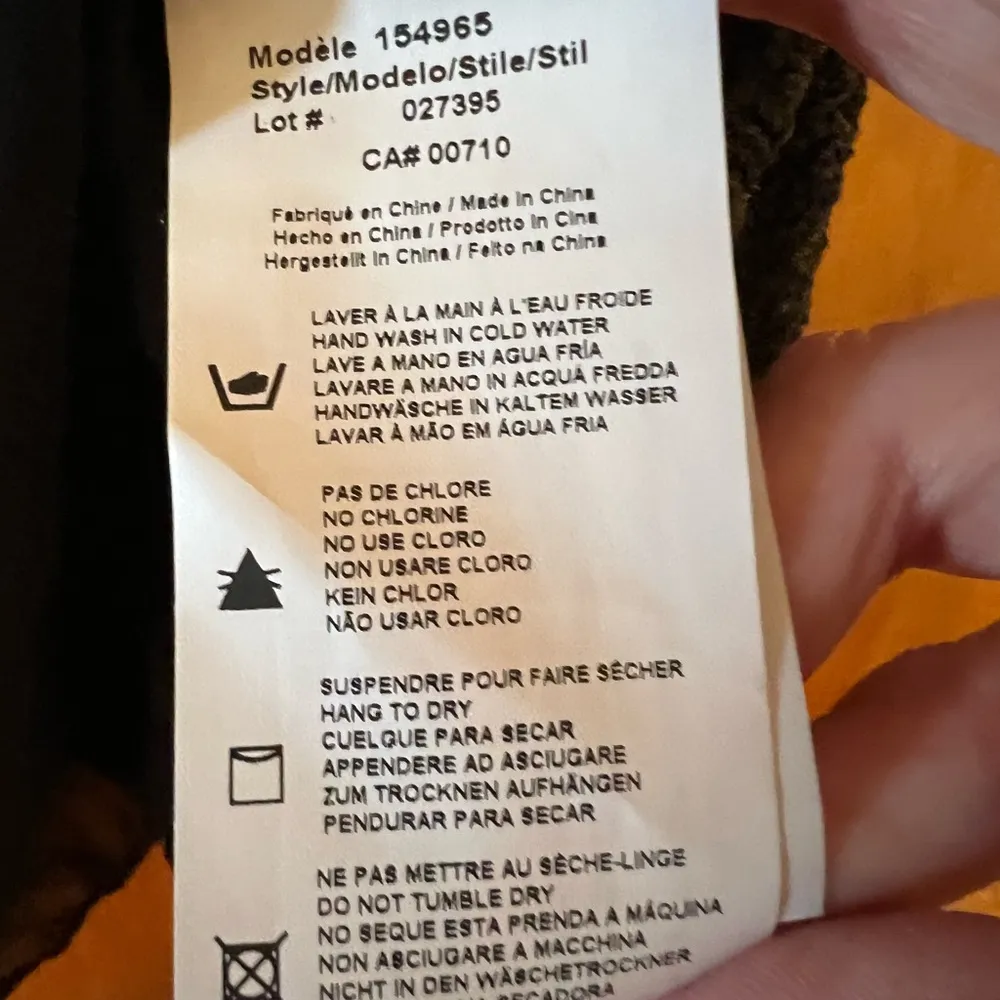 Modèle 154965
Style/Modelo/Stile/Stil
Lot # 027395
CA# 00710
Fabriqué en Chine / Made in China
Hecho en China / Prodotto in Cina
Hergestellt in China / Feito na China
LAVER À LA MAIN À L'EAU FROIDE
HAND WASH IN COLD WATER
LAVE A MANO EN AGUA FRÍA
LAVARE A MANO IN ACQUA FREDDA
HANDWÄSCHE IN KALTEM WASSER
LAVAR À MÃO EM ÁGUA FRIA
PAS DE CHLORE
NO CHLORINE
NO USE CLORO
NON USARE CLORO
KEIN CHLOR
NÃO USAR CLORO
SUSPENDRE POUR FAIRE SÉCHER
HANG TO DRY
CUELGUE PARA SECAR
APPENDERE AD ASCIUGARE
ZUM TROCKNEN AUFHÄNGEN
PENDURAR PARA SECAR
NE PAS METTRE AU SÈCHE-LINGE
DO NOT TUMBLE DRY
NO SEQUE ESTA PRENDA A MÁQUINA
NON ASCIUGARE A MACCHINA
NICHT IN DEN WÄSCHETROCKNER
SECADORA